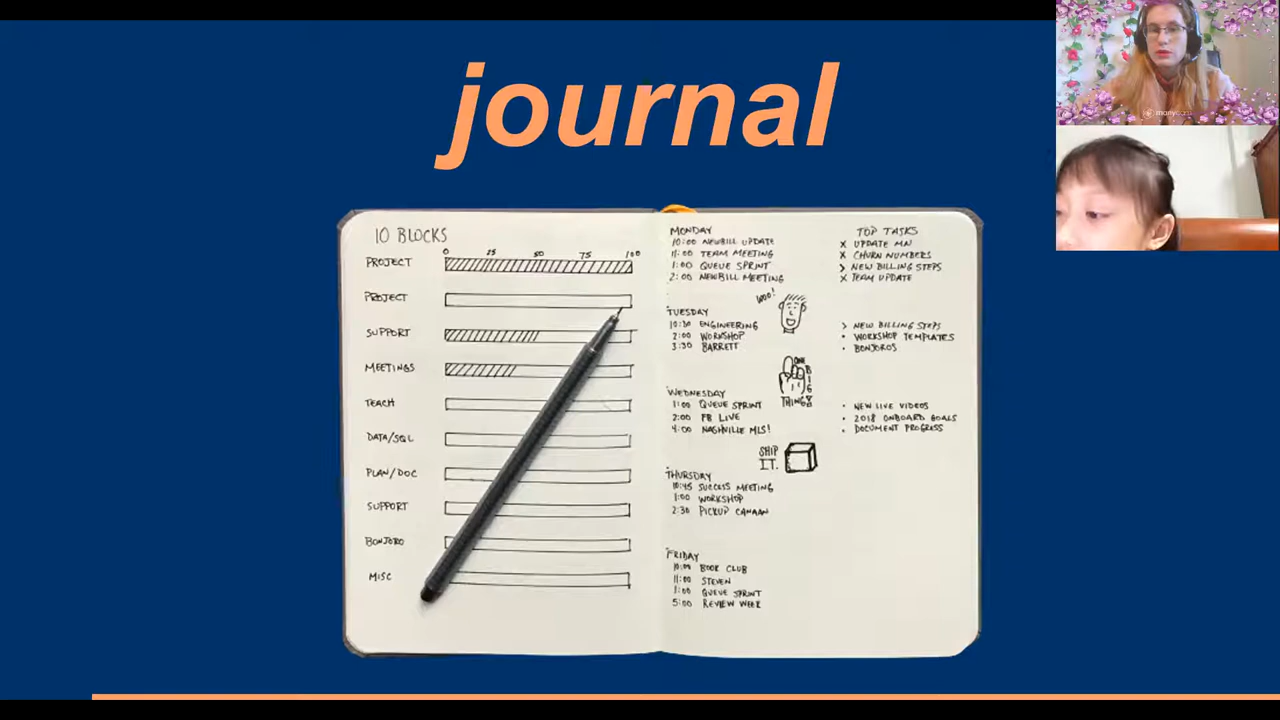 journal
10 BLOCKS
0 25 50 75 100
PROJECT
PROJECT
SUPPORT
MEETINGS
TEACH
DATA/SQL
PLAN/DOC
SUPPORT
BONJORO
MISC
MONDAY
10:00 NEWBILL UPDATE
11:00 TEAM MEETING
1:00 QUEUE SPRINT
2:00 NEWBILL MEETING
TUESDAY
10:30 ENGINEERING
2:00 WORKSHOP
3:30 BARRETT
WEDNESDAY
1:00 QUEUE SPRINT
2:00 FB LIVE
4:00 NASHVILLE MLS!
THURSDAY
10:45 SUCCESS MEETING
1:00 WORKSHOP
2:30 PICKUP CANAAN
FRIDAY
10:00 BOOK CLUB
11:00 STEVEN
1:00 QUEUE SPRINT
5:00 REVIEW WEEK
WOO!
ONE
BIG
THING
SHIP
IT.
TOP TASKS
X UPDATE MN
X CHURN NUMBERS
> NEW BILLING STEPS
X TEAM UPDATE
> NEW BILLING STEPS
• WORKSHOP TEMPLATES
• BONJOROS
• NEW LIVE VIDEOS
• 2018 ONBOARD GOALS
• DOCUMENT PROGRESS
manycam